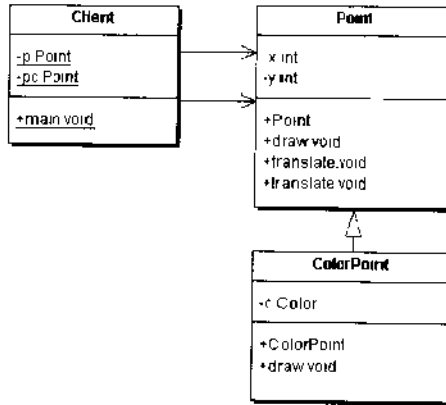 Client
-p Point
-pc Point
+main void
Point
-x int
-y int
+Point
+draw void
+translate.void
+translate void
ColorPoint
-c Color
+ColorPoint
+draw void